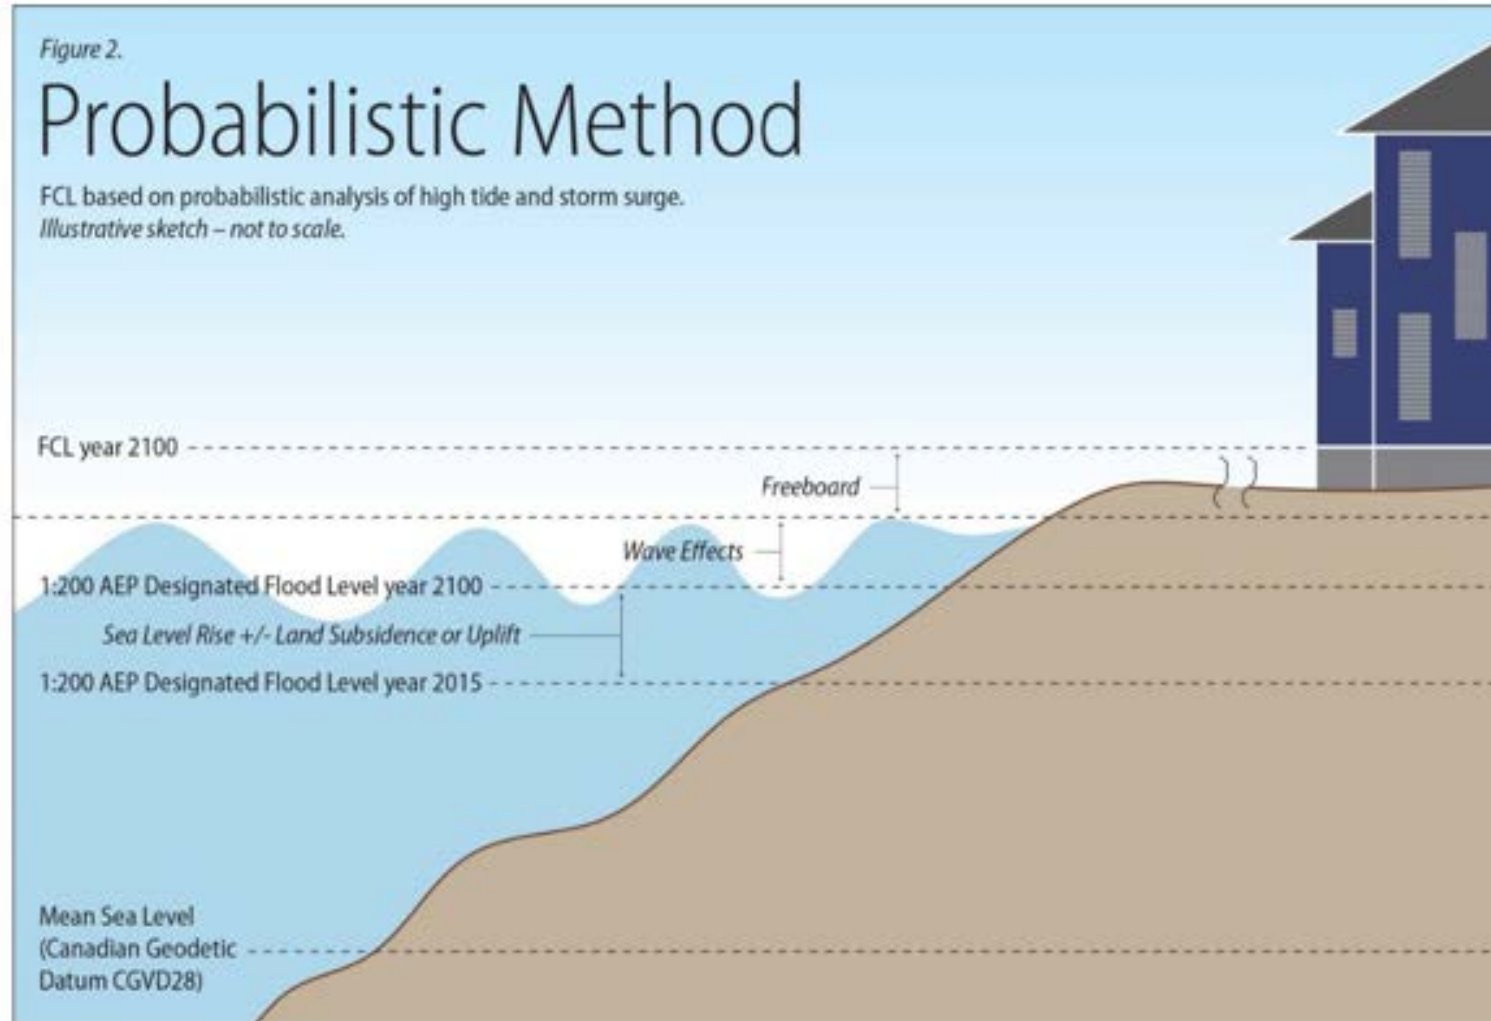 Figure 2.
Probabilistic Method
FCL based on probabilistic analysis of high tide and storm surge.
Illustrative sketch – not to scale.
FCL year 2100
Freeboard
Wave Effects
1:200 AEP Designated Flood Level year 2100
Sea Level Rise +/- Land Subsidence or Uplift
1:200 AEP Designated Flood Level year 2015
Mean Sea Level
(Canadian Geodetic
Datum CGVD28)